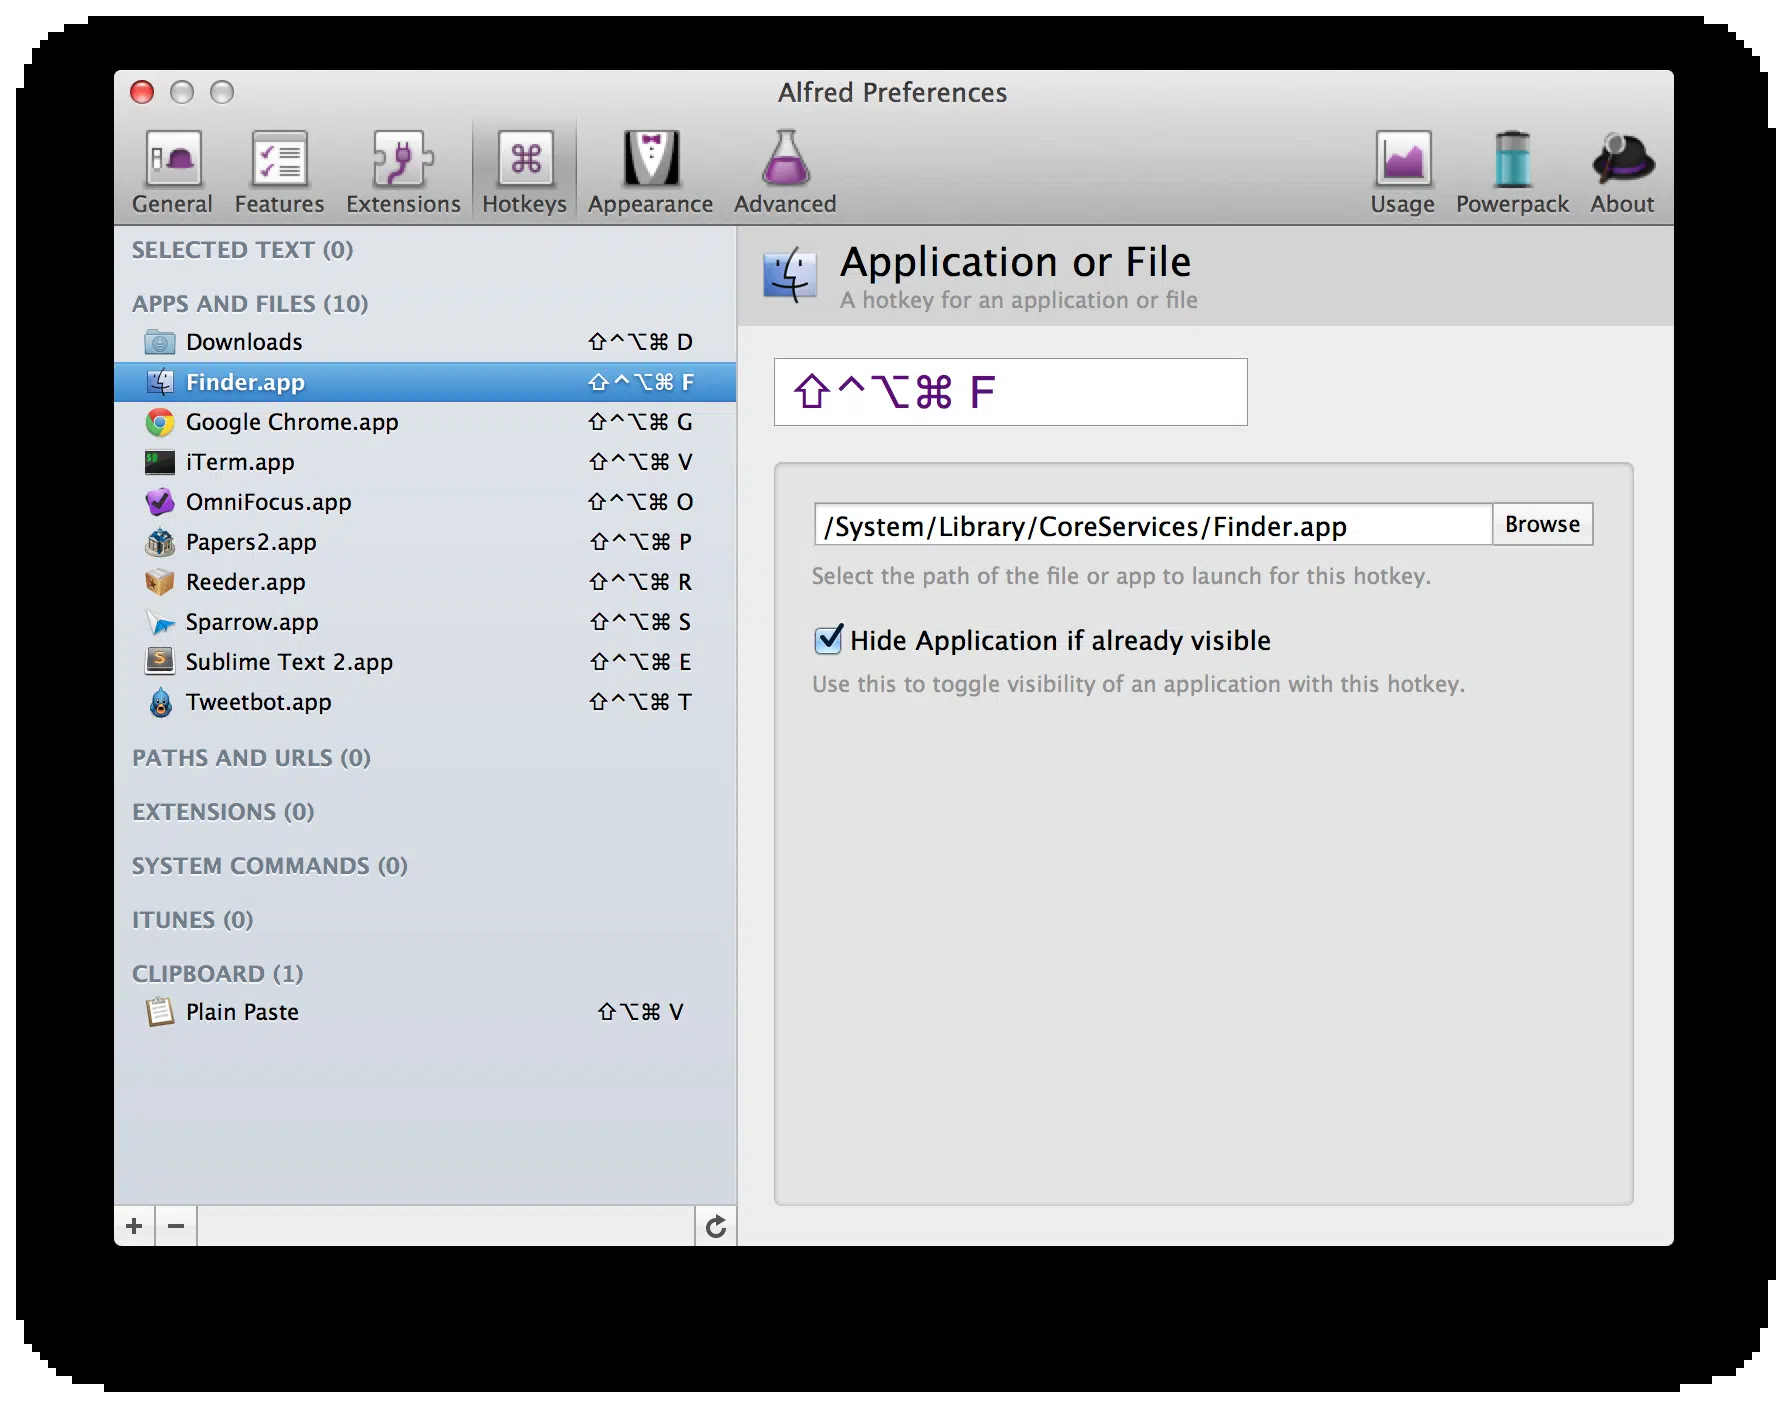 Alfred Preferences
General Features Extensions Hotkeys Appearance Advanced Usage Powerpack About
SELECTED TEXT (0)
APPS AND FILES (10)
Downloads ⇧^⌥⌘ D
Finder.app ⇧^⌥⌘ F
Google Chrome.app ⇧^⌥⌘ G
iTerm.app ⇧^⌥⌘ V
OmniFocus.app ⇧^⌥⌘ O
Papers2.app ⇧^⌥⌘ P
Reeder.app ⇧^⌥⌘ R
Sparrow.app ⇧^⌥⌘ S
Sublime Text 2.app ⇧^⌥⌘ E
Tweetbot.app ⇧^⌥⌘ T
PATHS AND URLS (0)
EXTENSIONS (0)
SYSTEM COMMANDS (0)
ITUNES (0)
CLIPBOARD (1)
Plain Paste ⇧⌥⌘ V
Application or File
A hotkey for an application or file
⇧^⌥⌘ F
/System/Library/CoreServices/Finder.app Browse
Select the path of the file or app to launch for this hotkey.
Hide Application if already visible
Use this to toggle visibility of an application with this hotkey.